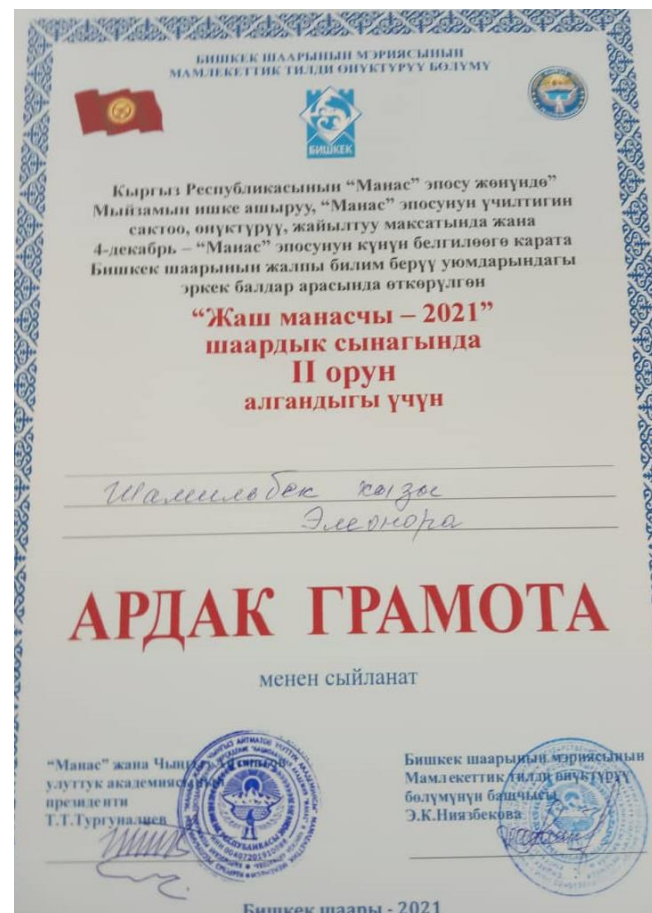 БИШКЕК ШААРЫНЫН МЭРИЯСЫНЫН
МАМЛЕКЕТТИК ТИЛДИ ӨНҮКТҮРҮҮ БӨЛҮМҮ
БИШКЕК
Кыргыз Республикасынын “Манас” эпосу жөнүндө”
Мыйзамын ишке ашыруу, “Манас” эпосунун үчилтигин
сактоо, өнүктүрүү, жайылтуу максатында жана
4-декабрь – “Манас” эпосунун күнүн белгилөөгө карата
Бишкек шаарынын жалпы билим берүү уюмдарындагы
эркек балдар арасында өткөрүлгөн
“Жаш манасчы – 2021”
шаардык сынагында
II орун
алгандыгы үчүн
Шамильбек кызы
Элеонора
АРДАК ГРАМОТА
менен сыйланат
“Манас” жана Чыңгыз Айтматов
улуттук академиясынын
президенти
Т.Т.Тургуналиев
Бишкек шаарынын мэриясынын
Мамлекеттик тилди өнүктүрүү
бөлүмүнүн башчысы
Э.К.Ниязбекова
Бишкек шаары - 2021